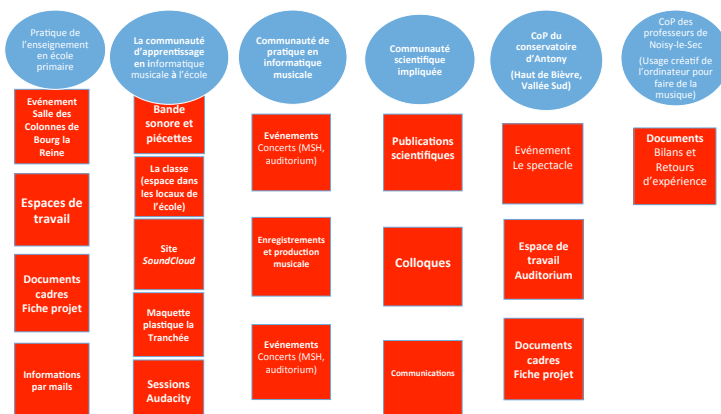 Pratique de
l'enseignement
en école
primaire
Evénement
Salle des
Colonnes de
Bourg la
Reine
Espaces de
travail
Documents
cadres
Fiche projet
Informations
par mails
La communauté
d'apprentissage
en informatique
musicale à l'école
Bande
sonore et
piécettes
La classe
(espace dans
les locaux de
l'école)
Site
SoundCloud
Maquette
plastique la
Tranchée
Sessions
Audacity
Communauté de
pratique en
informatique
musicale
Evénements
Concerts (MSH,
auditorium)
Enregistrements
et production
musicale
Evénements
Concerts (MSH,
auditorium)
Communauté
scientifique
impliquée
Publications
scientifiques
Colloques
Communications
CoP du
conservatoire
d'Antony
(Haut de Bièvre,
Vallée Sud)
Evénement
Le spectacle
Espace de
travail
Auditorium
Documents
cadres
Fiche projet
CoP des
professeurs de
Noisy-le-Sec
(Usage créatif de
l'ordinateur pour
faire de la
musique)
Documents
Bilans et
Retours
d'expérience